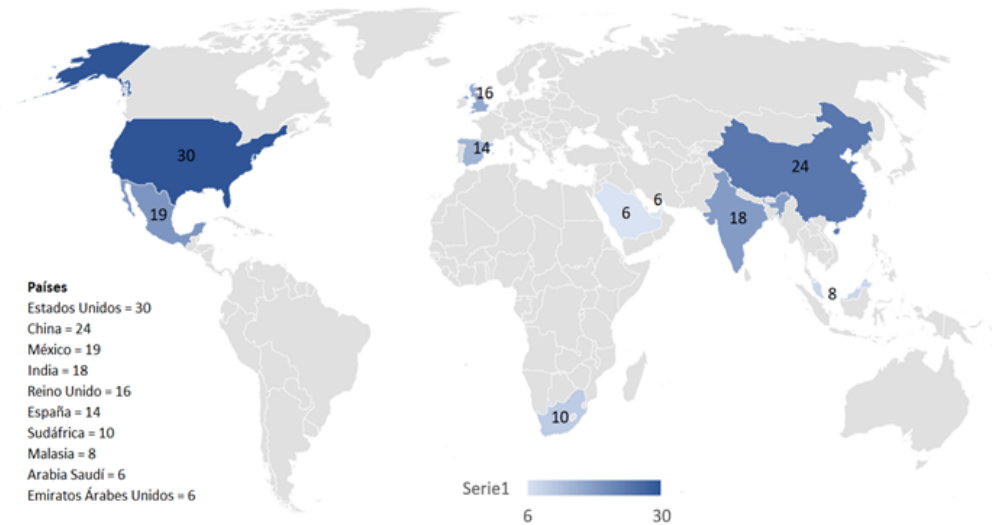 16
14
30
24
6
6
18
19
8
10
Países
Estados Unidos = 30
China = 24
México = 19
India = 18
Reino Unido = 16
España = 14
Sudáfrica = 10
Malasia = 8
Arabia Saudí = 6
Emiratos Árabes Unidos = 6
Serie1
6 30